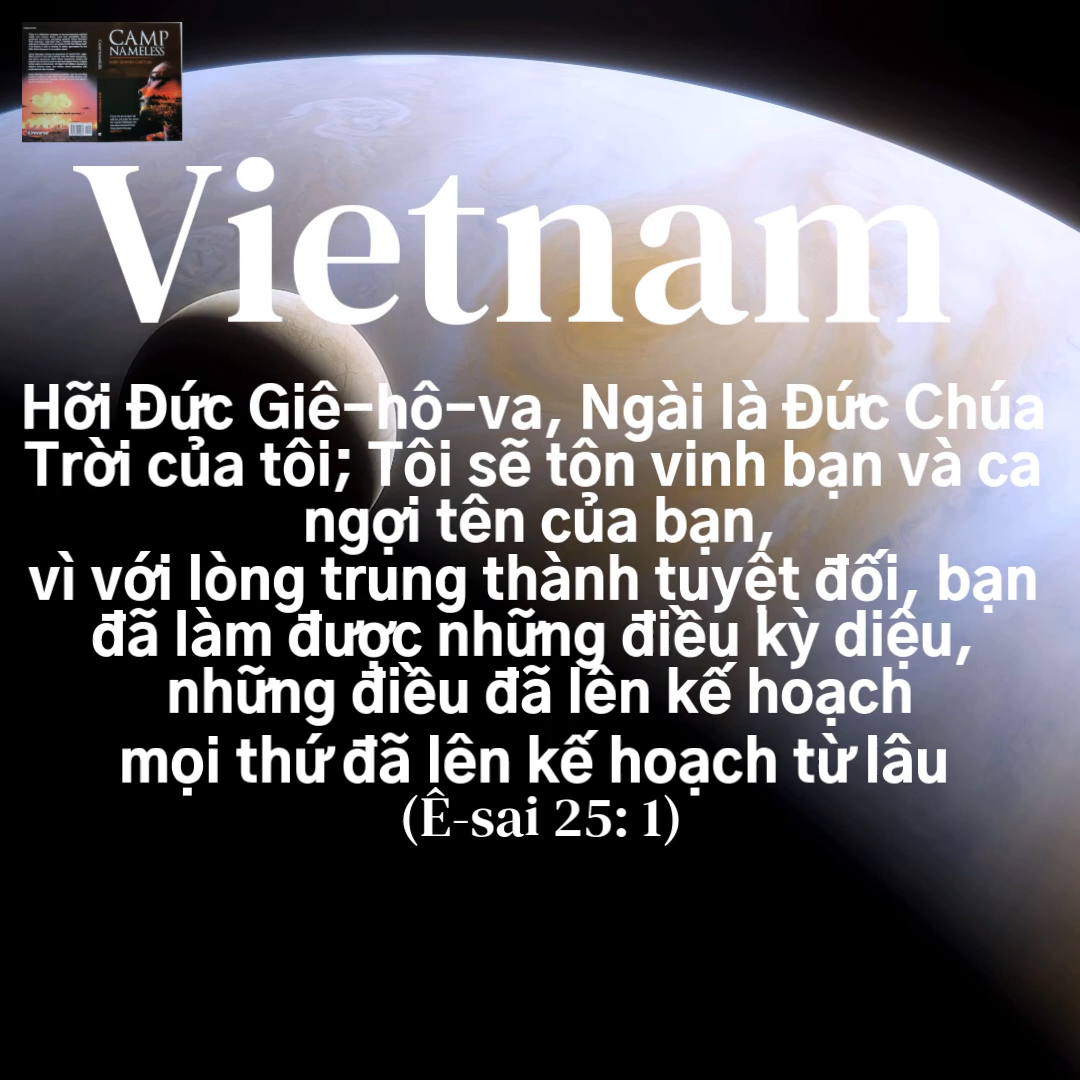 CAMP
NAMELESS
Vietnam
Hỡi Đức Giê-hô-va, Ngài là Đức Chúa
Trời của tôi; Tôi sẽ tôn vinh bạn và ca
ngợi tên của bạn,
vì với lòng trung thành tuyệt đối, bạn
đã làm được những điều kỳ diệu,
những điều đã lên kế hoạch
mọi thứ đã lên kế hoạch từ lâu
(Ê-sai 25: 1)